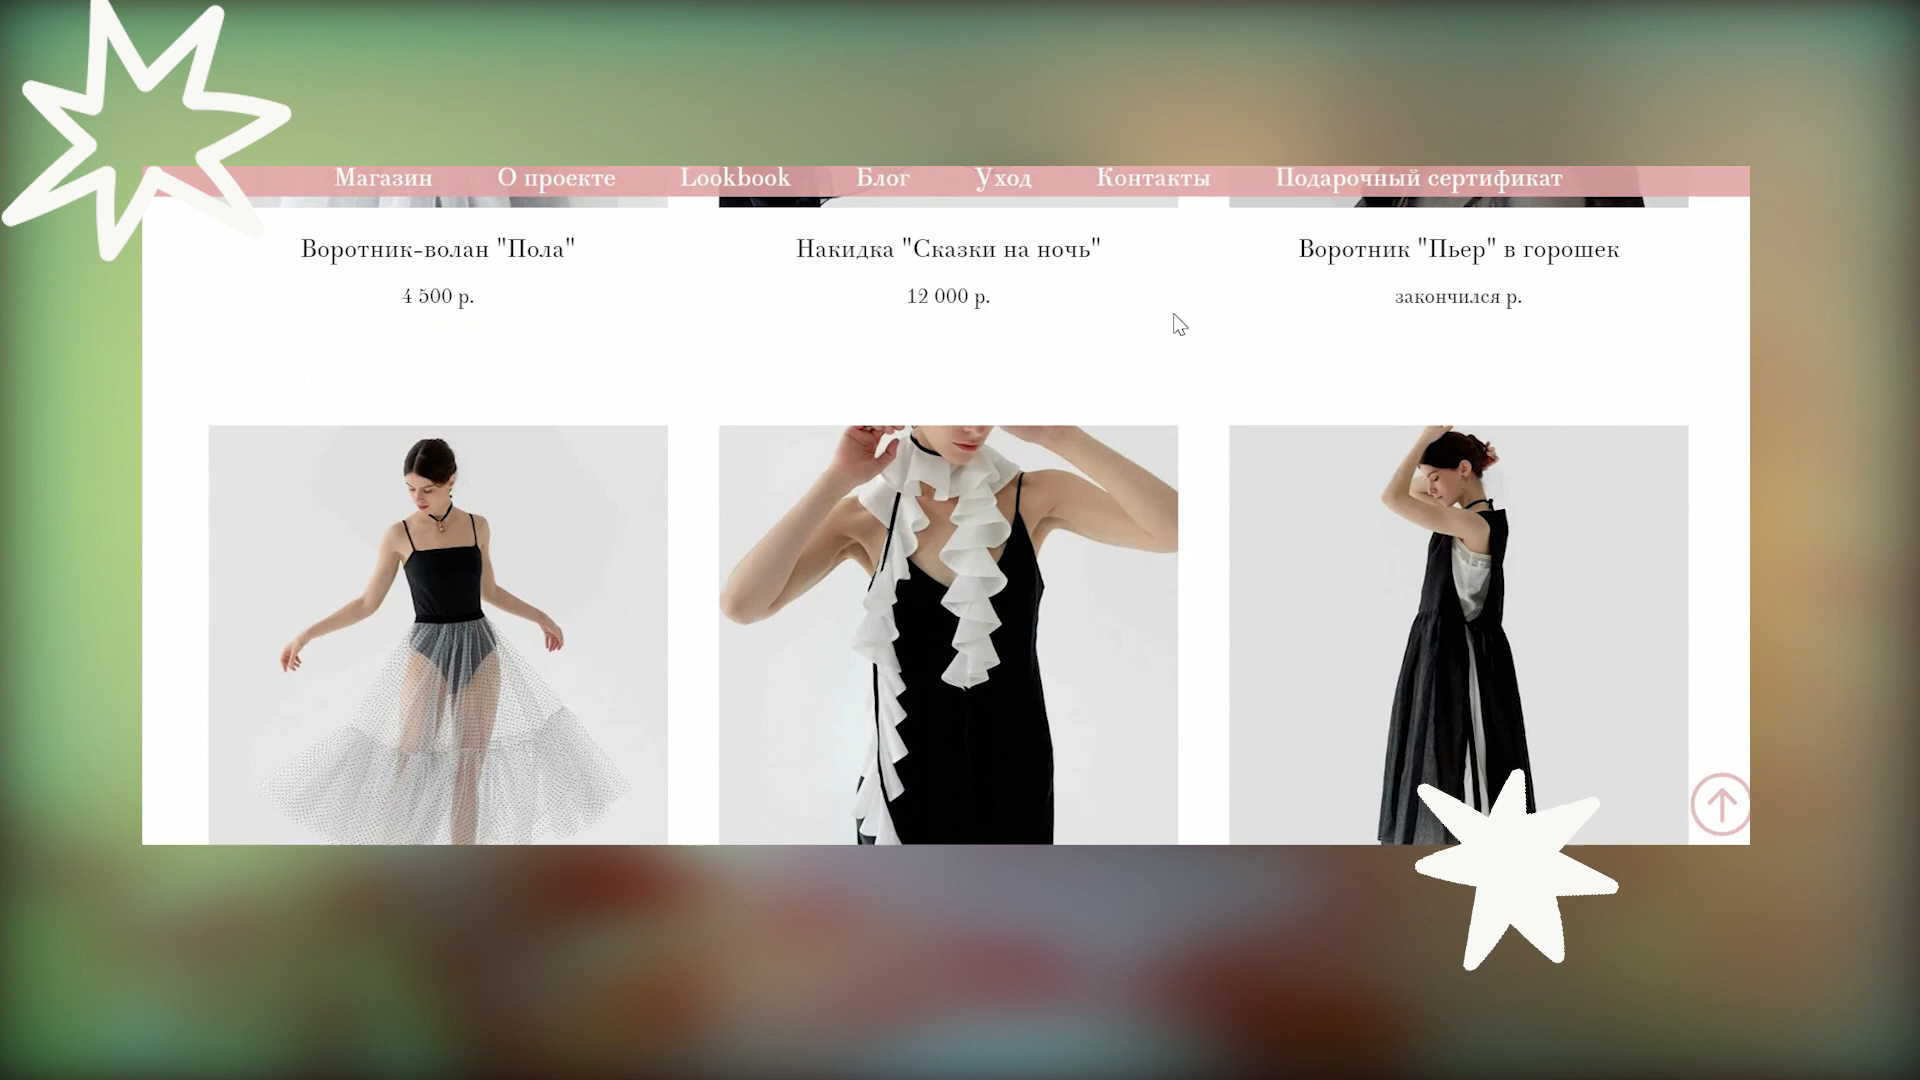 Магазин О проекте Lookbook Блог Уход Контакты Подарочный сертификат
Воротник-волан "Пола" Накидка "Сказки на ночь" Воротник "Пьер" в горошек
4 500 р. 12 000 р. закончился р.